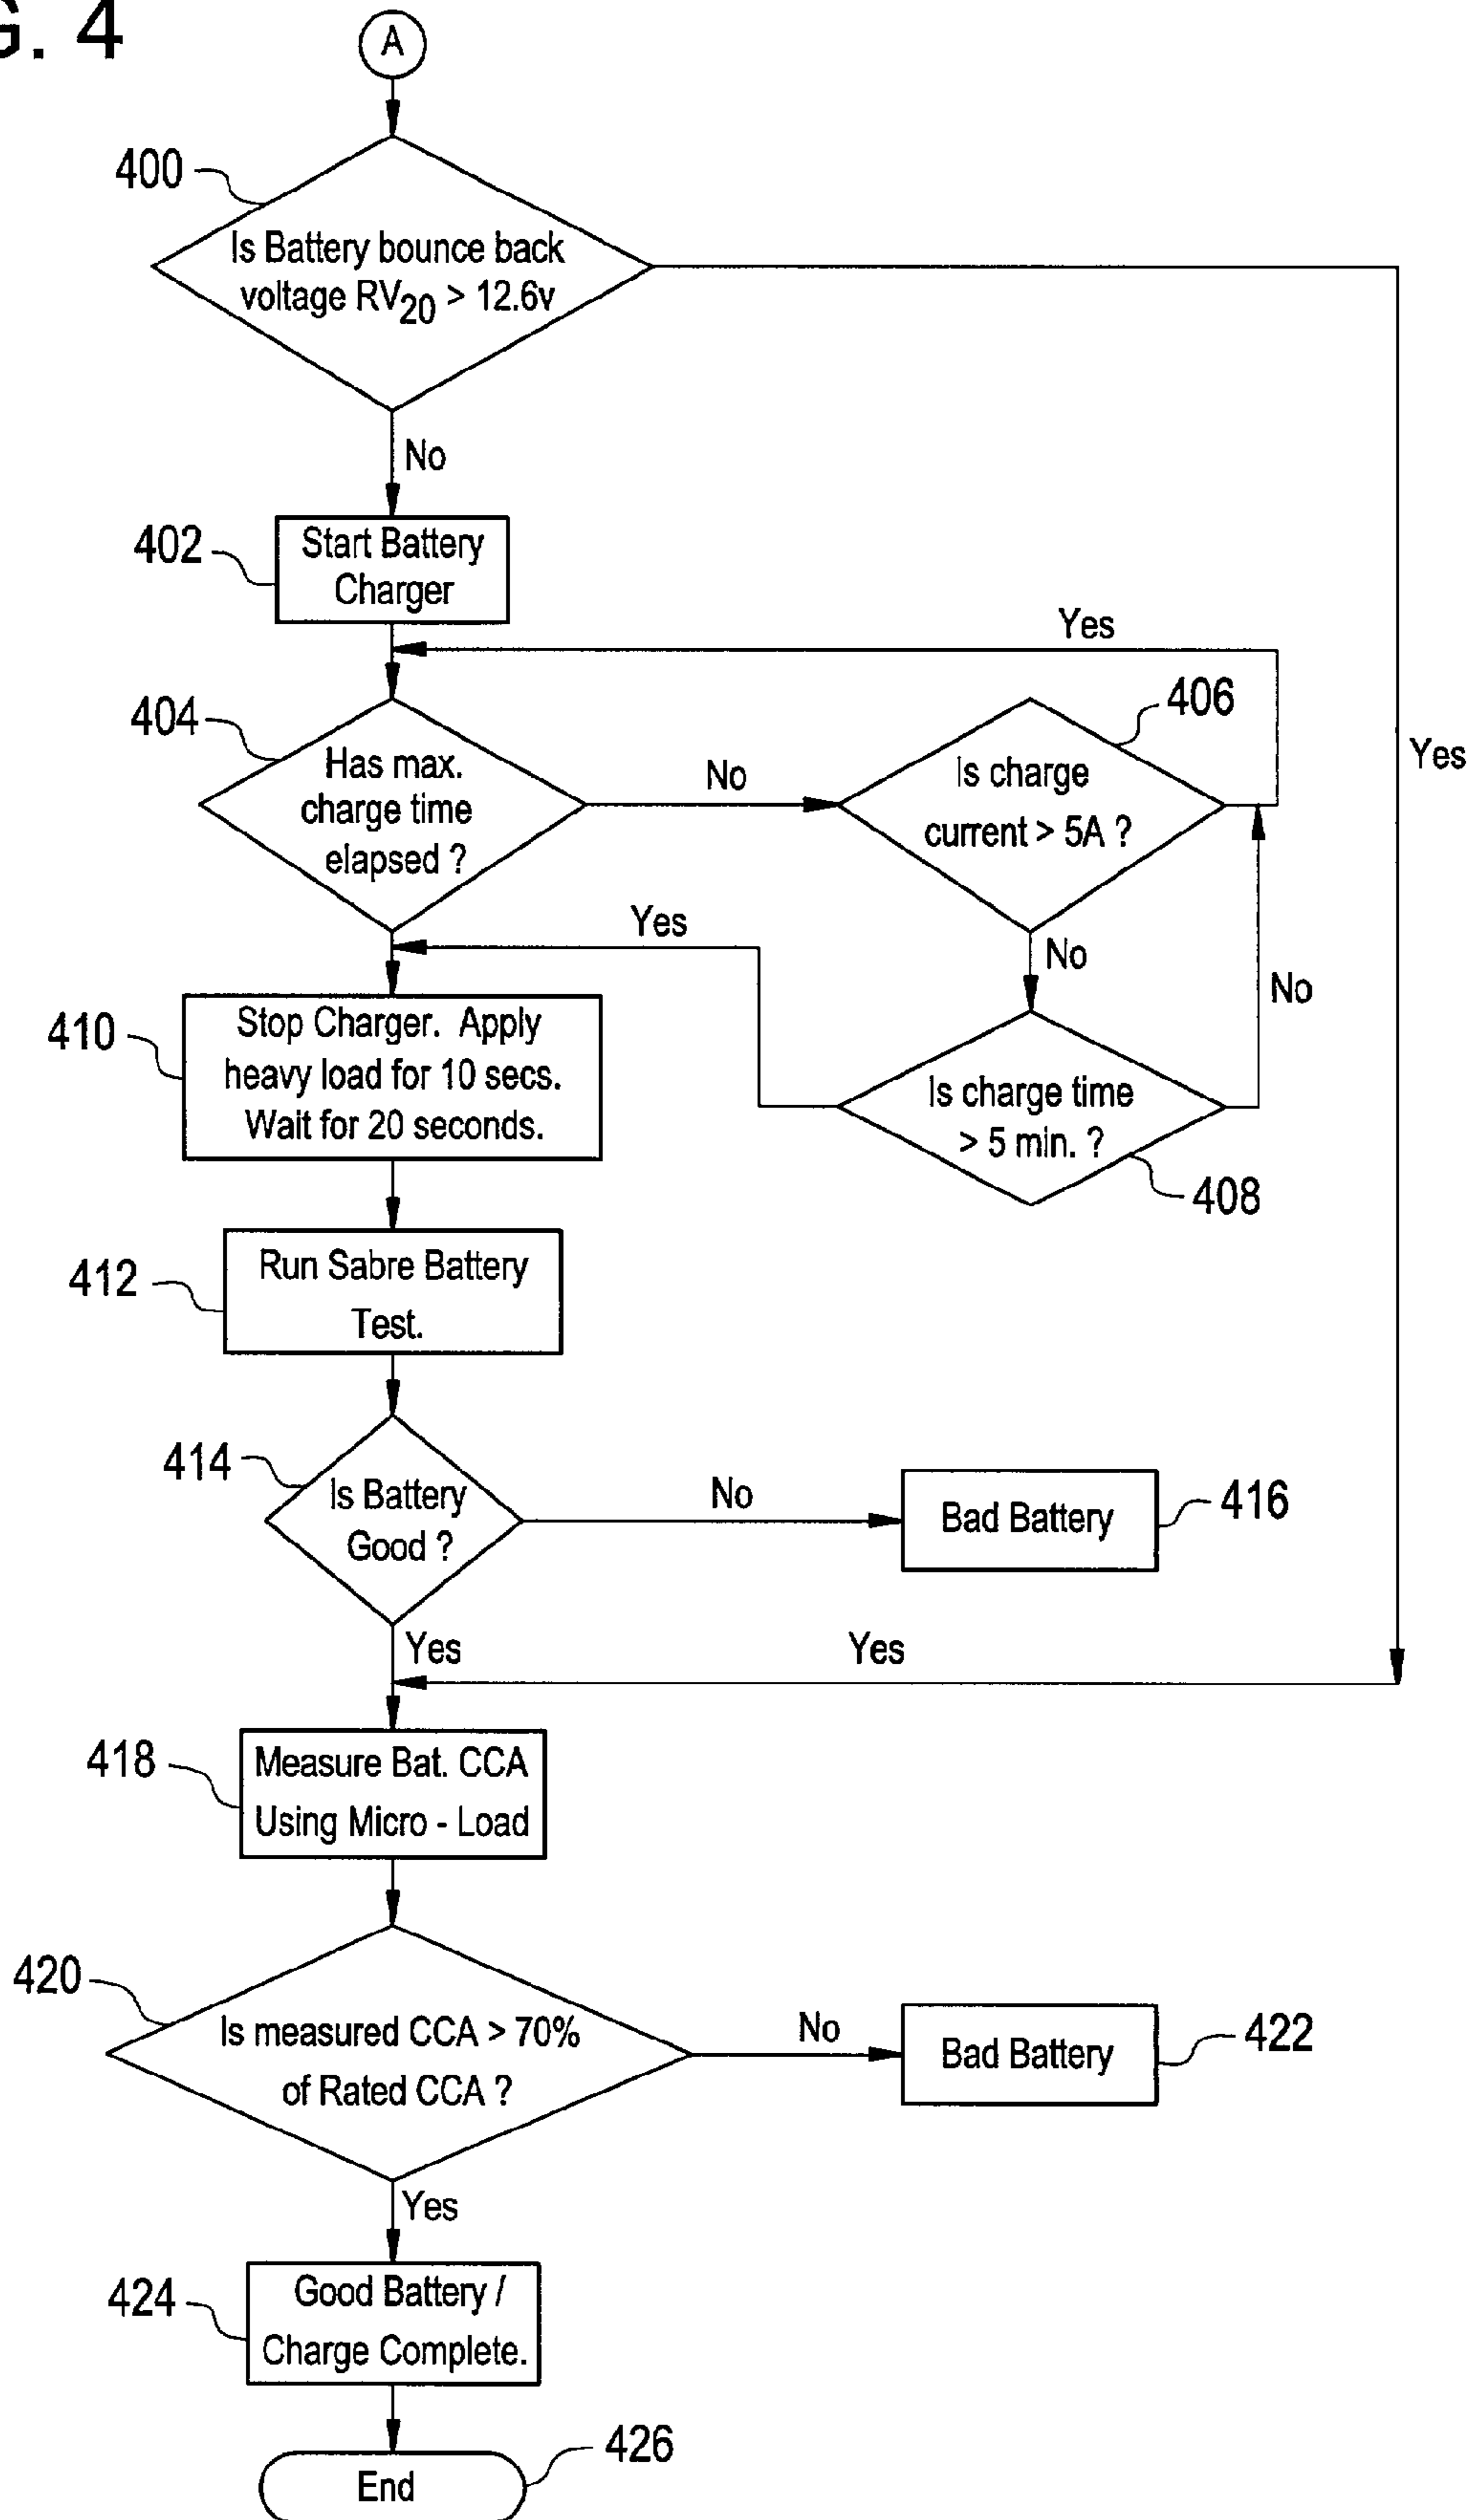 G. 4
A
400
Is Battery bounce back
voltage RV20 > 12.6v
No
402
Start Battery
Charger
Yes
404
Has max.
charge time
elapsed ?
No
406
Is charge
current > 5A ?
Yes
Yes
No
No
410
Stop Charger. Apply
heavy load for 10 secs.
Wait for 20 seconds.
Is charge time
> 5 min. ?
408
412
Run Sabre Battery
Test.
414
Is Battery
Good ?
No
Bad Battery
416
Yes
Yes
418
Measure Bat. CCA
Using Micro - Load
420
Is measured CCA > 70%
of Rated CCA ?
No
Bad Battery
422
Yes
424
Good Battery /
Charge Complete.
426
End